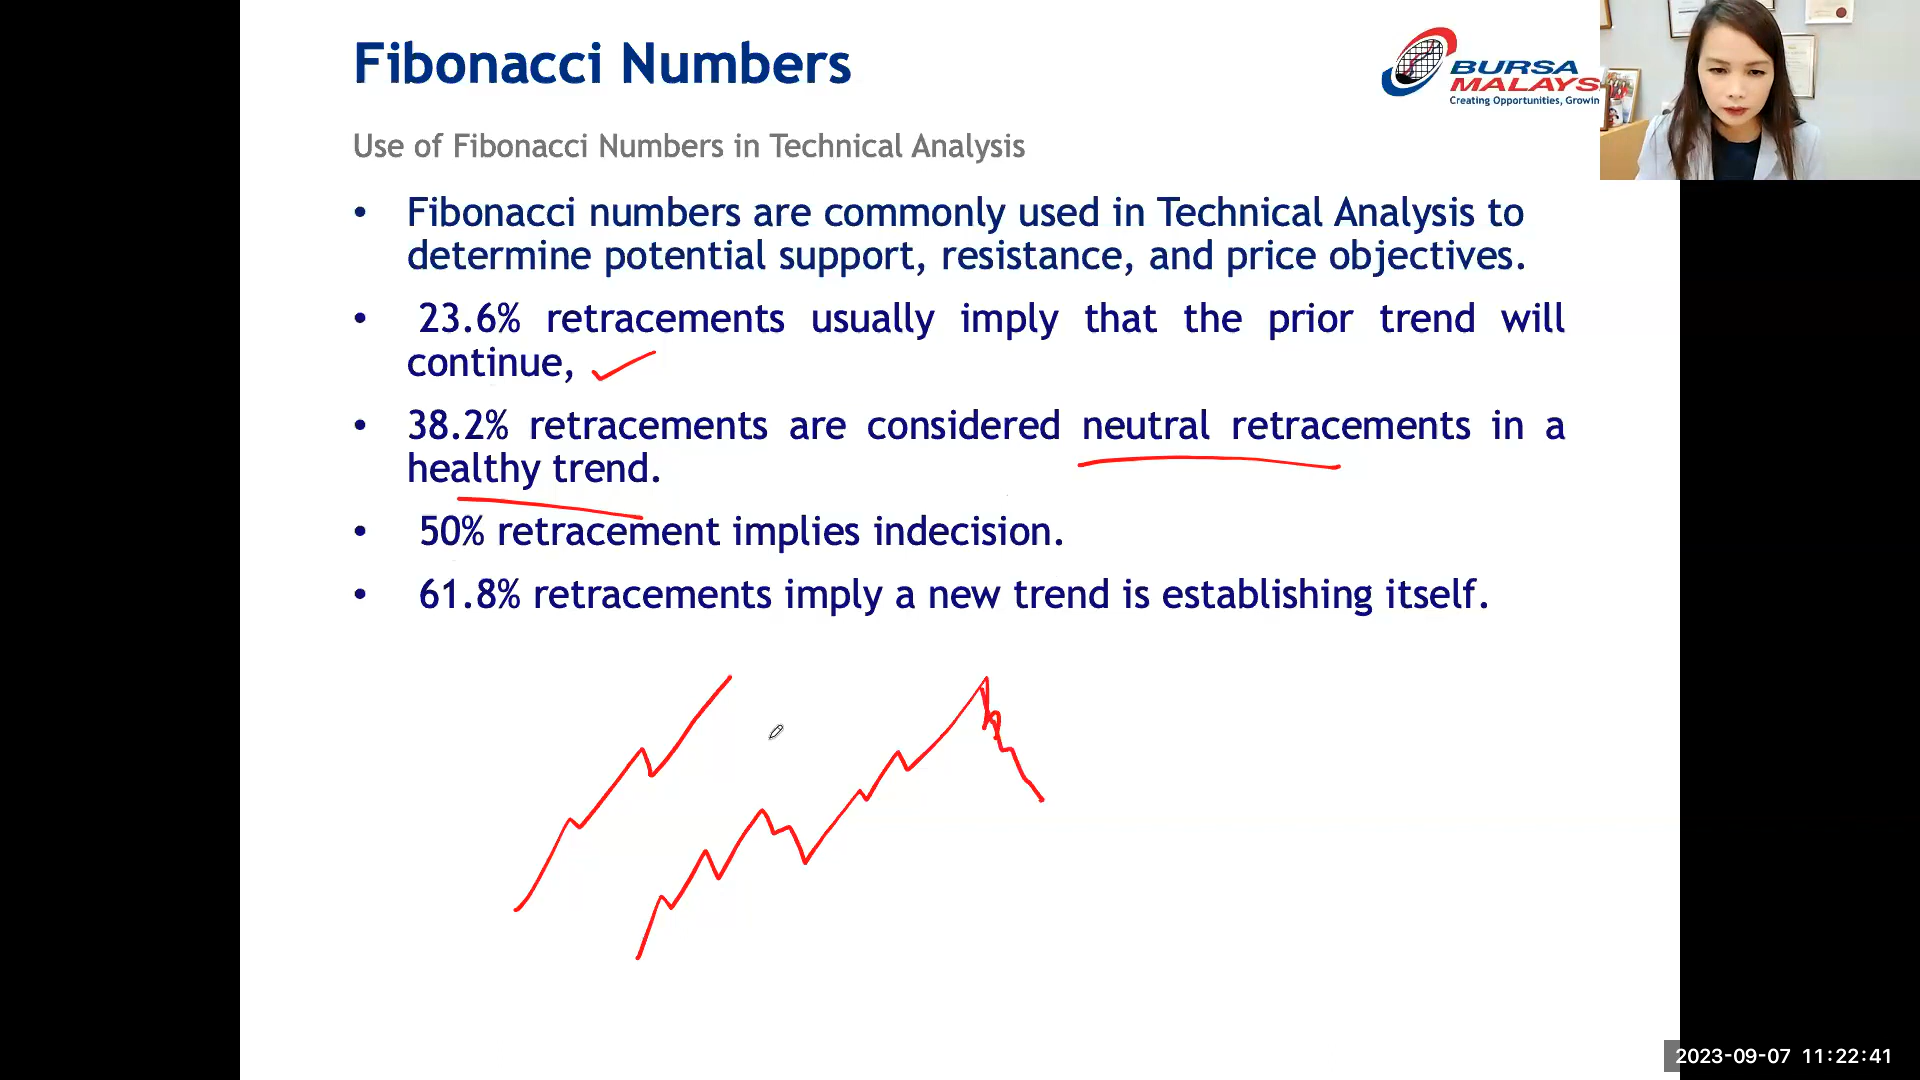 Fibonacci Numbers
BURSA
MALAYS
Creating Opportunities, Growin
Use of Fibonacci Numbers in Technical Analysis
• Fibonacci numbers are commonly used in Technical Analysis to
determine potential support, resistance, and price objectives.
• 23.6% retracements usually imply that the prior trend will
continue,
• 38.2% retracements are considered neutral retracements in a
healthy trend.
• 50% retracement implies indecision.
• 61.8% retracements imply a new trend is establishing itself.
2023-09-07 11:22:41